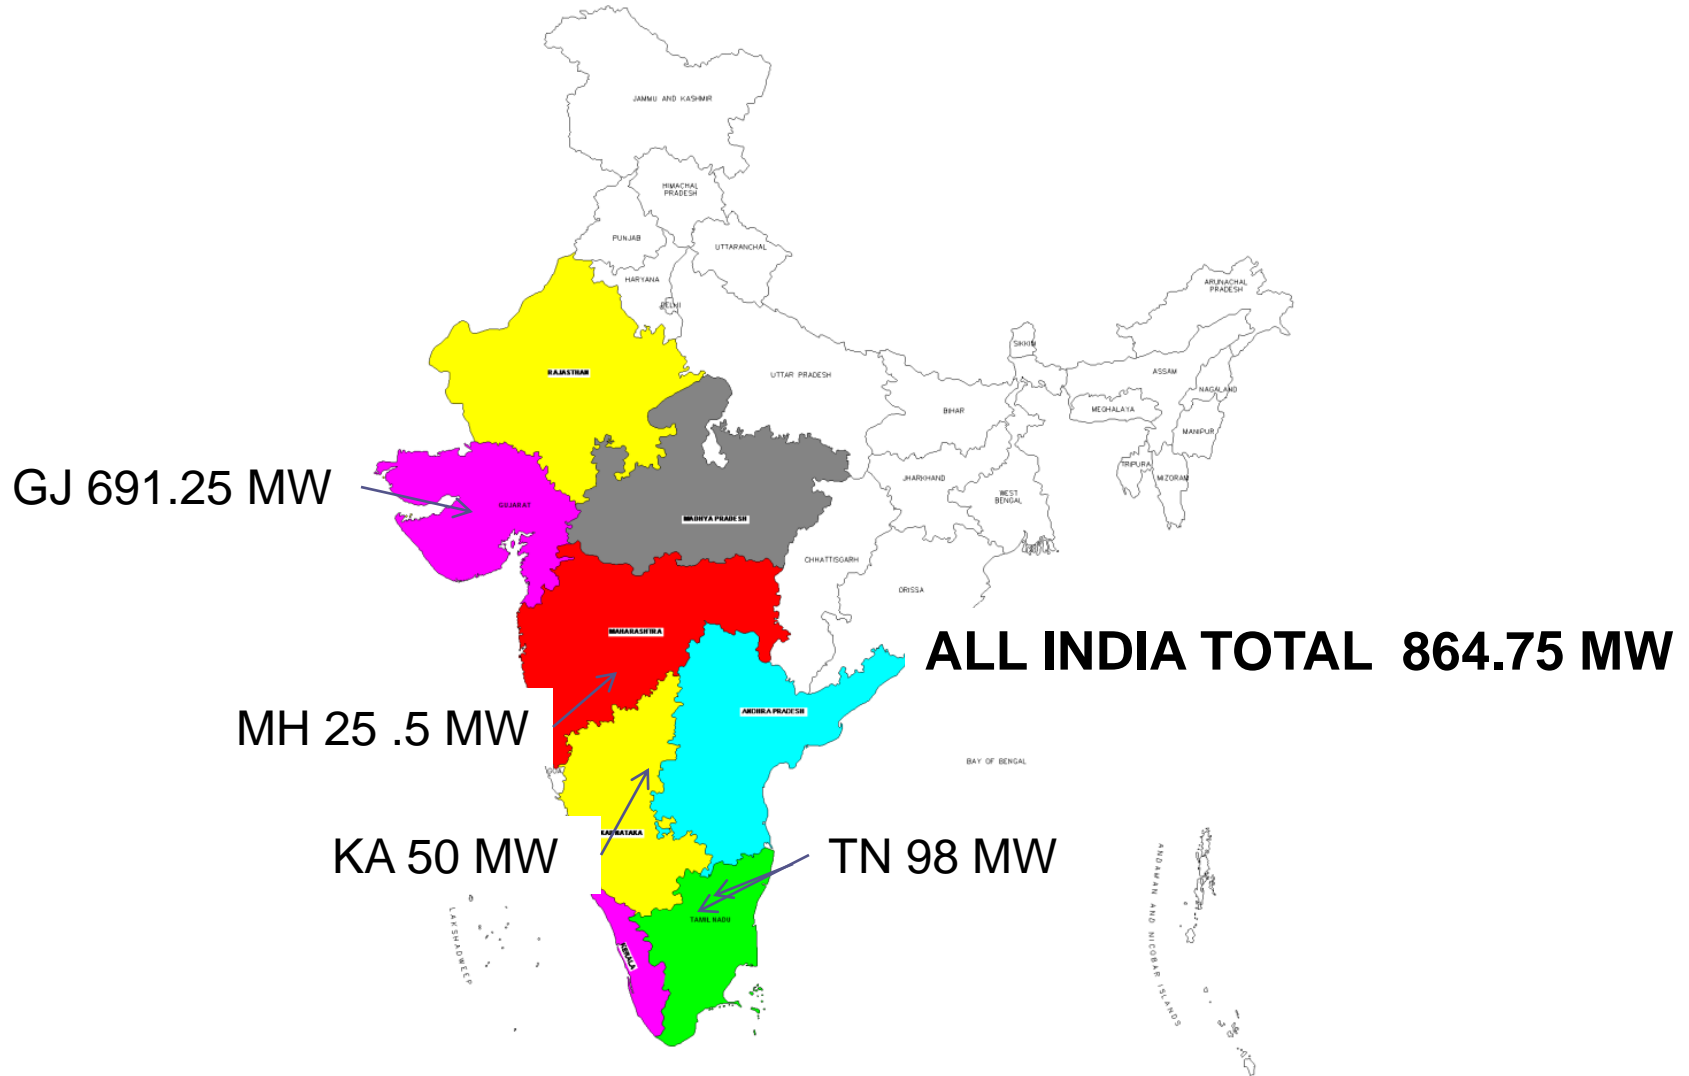 JAMMU AND KASHMIR
HIMACHAL
PRADESH
PUNJAB
UTTARANCHAL
HARYANA
DELHI
ARUNACHAL
PRADESH
SIKKIM
RAJASTHAN
UTTAR PRADESH
ASSAM
NAGALAND
BIHAR
MEGHALAYA
MANIPUR
TRIPURA
MIZORAM
JHARKHAND
WEST
BENGAL
GJ 691.25 MW
GUJARAT
MADHYA PRADESH
CHHATTISGARH
ORISSA
MAHARASHTRA
ALL INDIA TOTAL 864.75 MW
MH 25 .5 MW
ANDHRA PRADESH
BAY OF BENGAL
GOA
KARNATAKA
KA 50 MW
TN 98 MW
TAMIL NADU
KERALA
LAKSHADWEEP
ANDAMAN AND NICOBAR ISLANDS